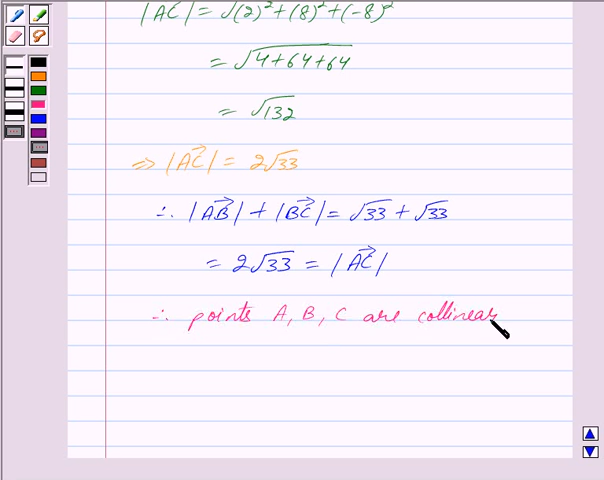 |AC⃗| = √(2)² + (8)² + (-8)²
= √4 + 64 + 64
= √132
⇒ |AC⃗| = 2√33
∴ |AB⃗| + |BC⃗| = √33 + √33
= 2√33 = |AC⃗|
∴ points A, B, C are collinear